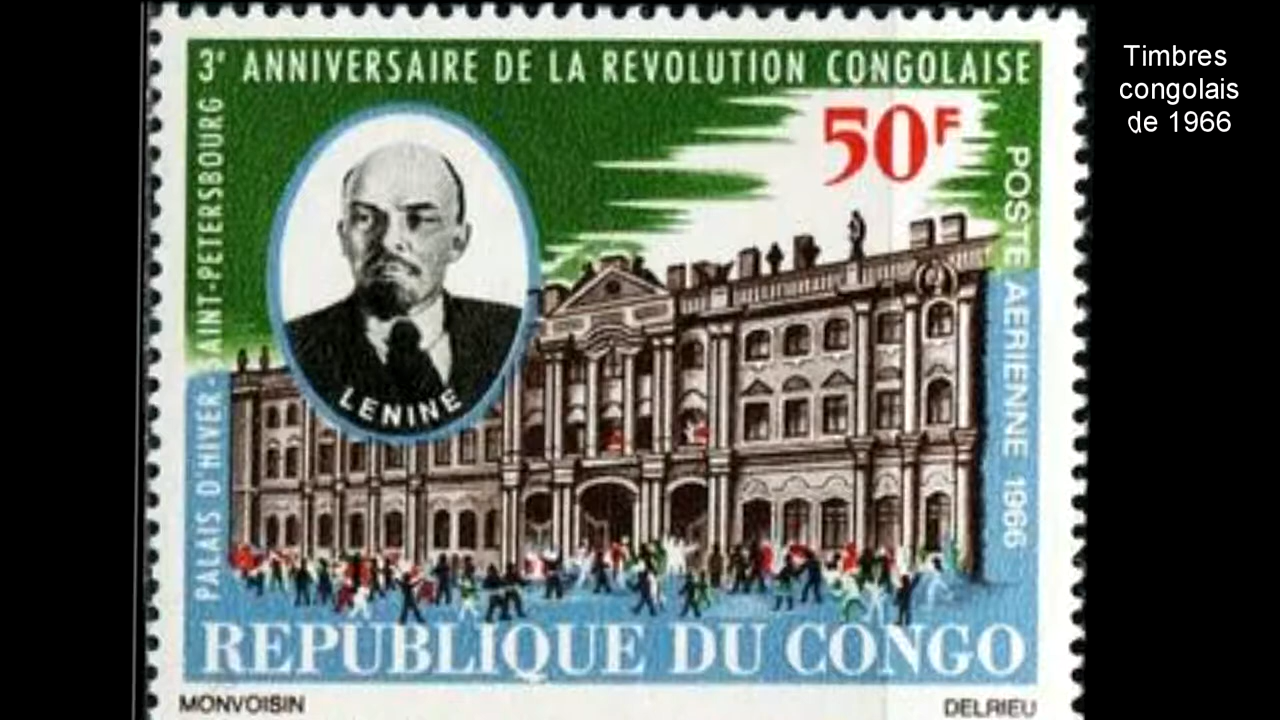 3e ANNIVERSAIRE DE LA REVOLUTION CONGOLAISE
50F
PALAIS D'HIVER - SAINT-PETERSBOURG
POSTE AERIENNE 1966
LENINE
REPUBLIQUE DU CONGO
MONVOISIN
DELRIEU
Timbres
congolais
de 1966